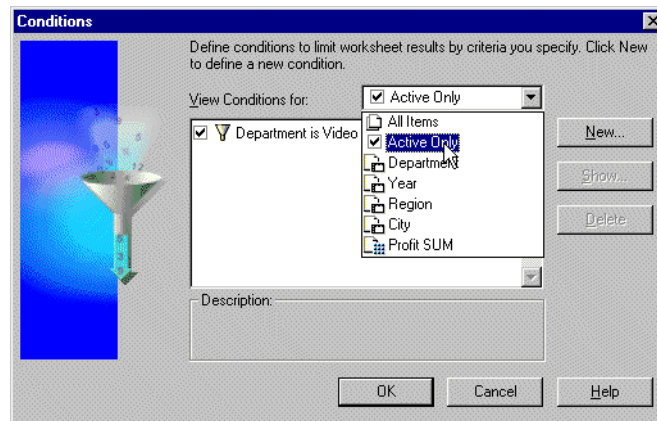 Conditions
Define conditions to limit worksheet results by criteria you specify. Click New
to define a new condition.
View Conditions for:
Active Only
Department is Video
All Items
Active Only
Department
Year
Region
City
Profit SUM
New...
Show...
Delete
Description:
OK
Cancel
Help